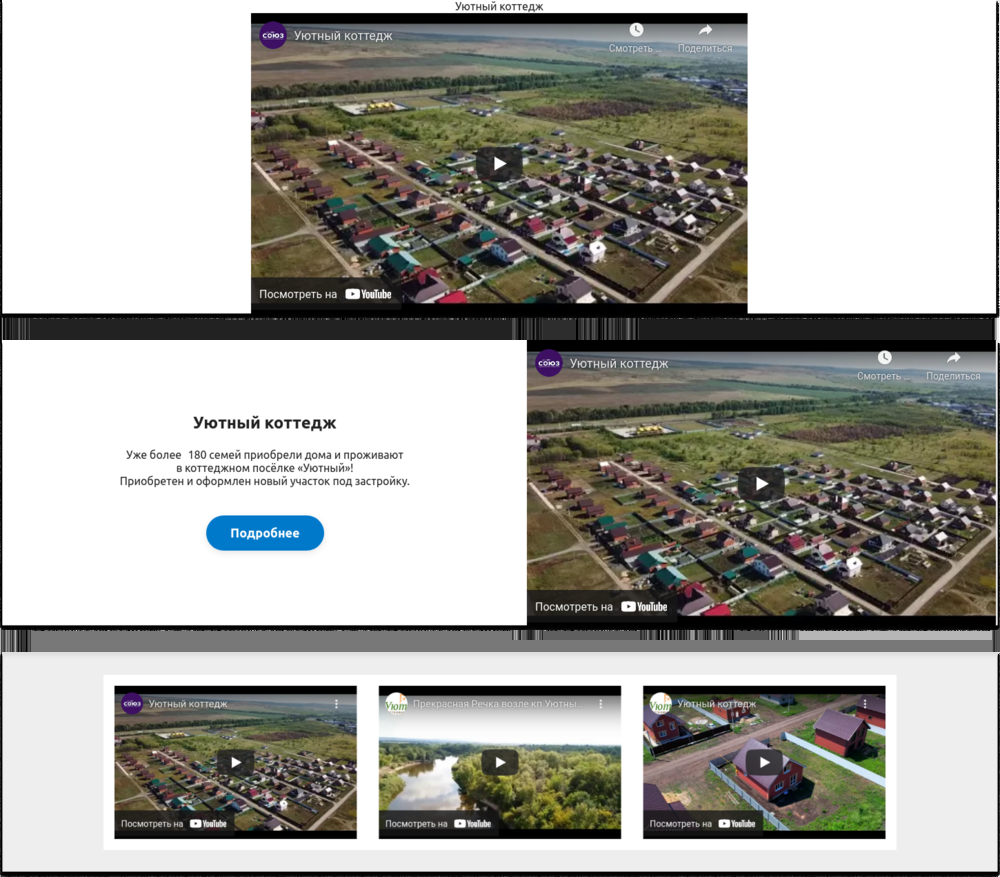 Уютный коттедж
союз Уютный коттедж
Смотреть ...
Поделиться
Посмотреть на YouTube
союз Уютный коттедж
Смотреть ...
Поделиться
Уютный коттедж
Уже более 180 семей приобрели дома и проживают
в коттеджном посёлке «Уютный»!
Приобретен и оформлен новый участок под застройку.
Подробнее
Посмотреть на YouTube
союз Уютный коттедж
Посмотреть на YouTube
Уют Прекрасная Речка возле кп Уютны...
Посмотреть на YouTube
Уют Уютный коттедж
Посмотреть на YouTube